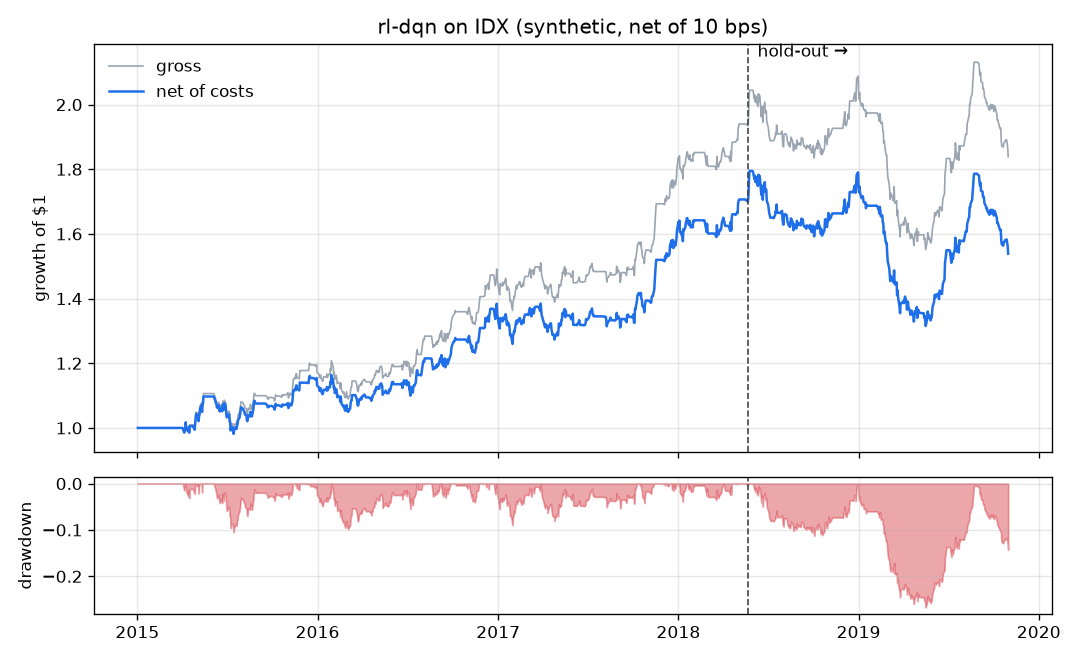 rl-dqn on IDX (synthetic, net of 10 bps)
hold-out →
gross
net of costs
growth of $1
2.0
1.8
1.6
1.4
1.2
1.0
drawdown
0.0
−0.1
−0.2
2015
2016
2017
2018
2019
2020